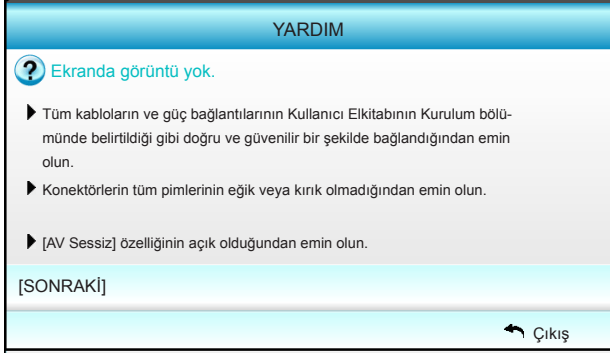 YARDIM
? Ekranda görüntü yok.
Tüm kabloların ve güç bağlantılarının Kullanıcı Elkitabının Kurulum bölü-
münde belirtildiği gibi doğru ve güvenilir bir şekilde bağlandığından emin
olun.
Konektörlerin tüm pimlerinin eğik veya kırık olmadığından emin olun.
[AV Sessiz] özelliğinin açık olduğundan emin olun.
[SONRAKİ]
Çıkış